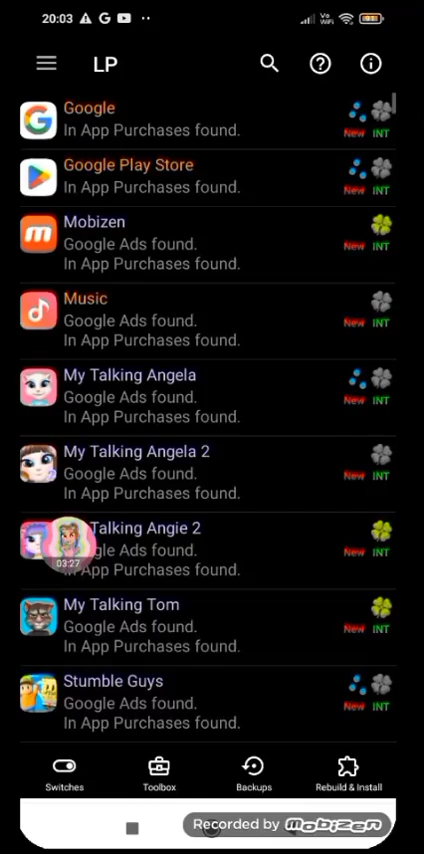 20:03
Vo WiFi
91
LP
Google
In App Purchases found.
New INT
Google Play Store
In App Purchases found.
New INT
Mobizen
Google Ads found.
In App Purchases found.
New INT
Music
Google Ads found.
In App Purchases found.
New INT
My Talking Angela
Google Ads found.
In App Purchases found.
New INT
My Talking Angela 2
Google Ads found.
In App Purchases found.
New INT
Talking Angie 2
gle Ads found.
03:27
App Purchases found.
New INT
My Talking Tom
Google Ads found.
In App Purchases found.
New INT
Stumble Guys
Google Ads found.
In App Purchases found.
New INT
Switches Toolbox Backups Rebuild & Install
Recorded by mobizen